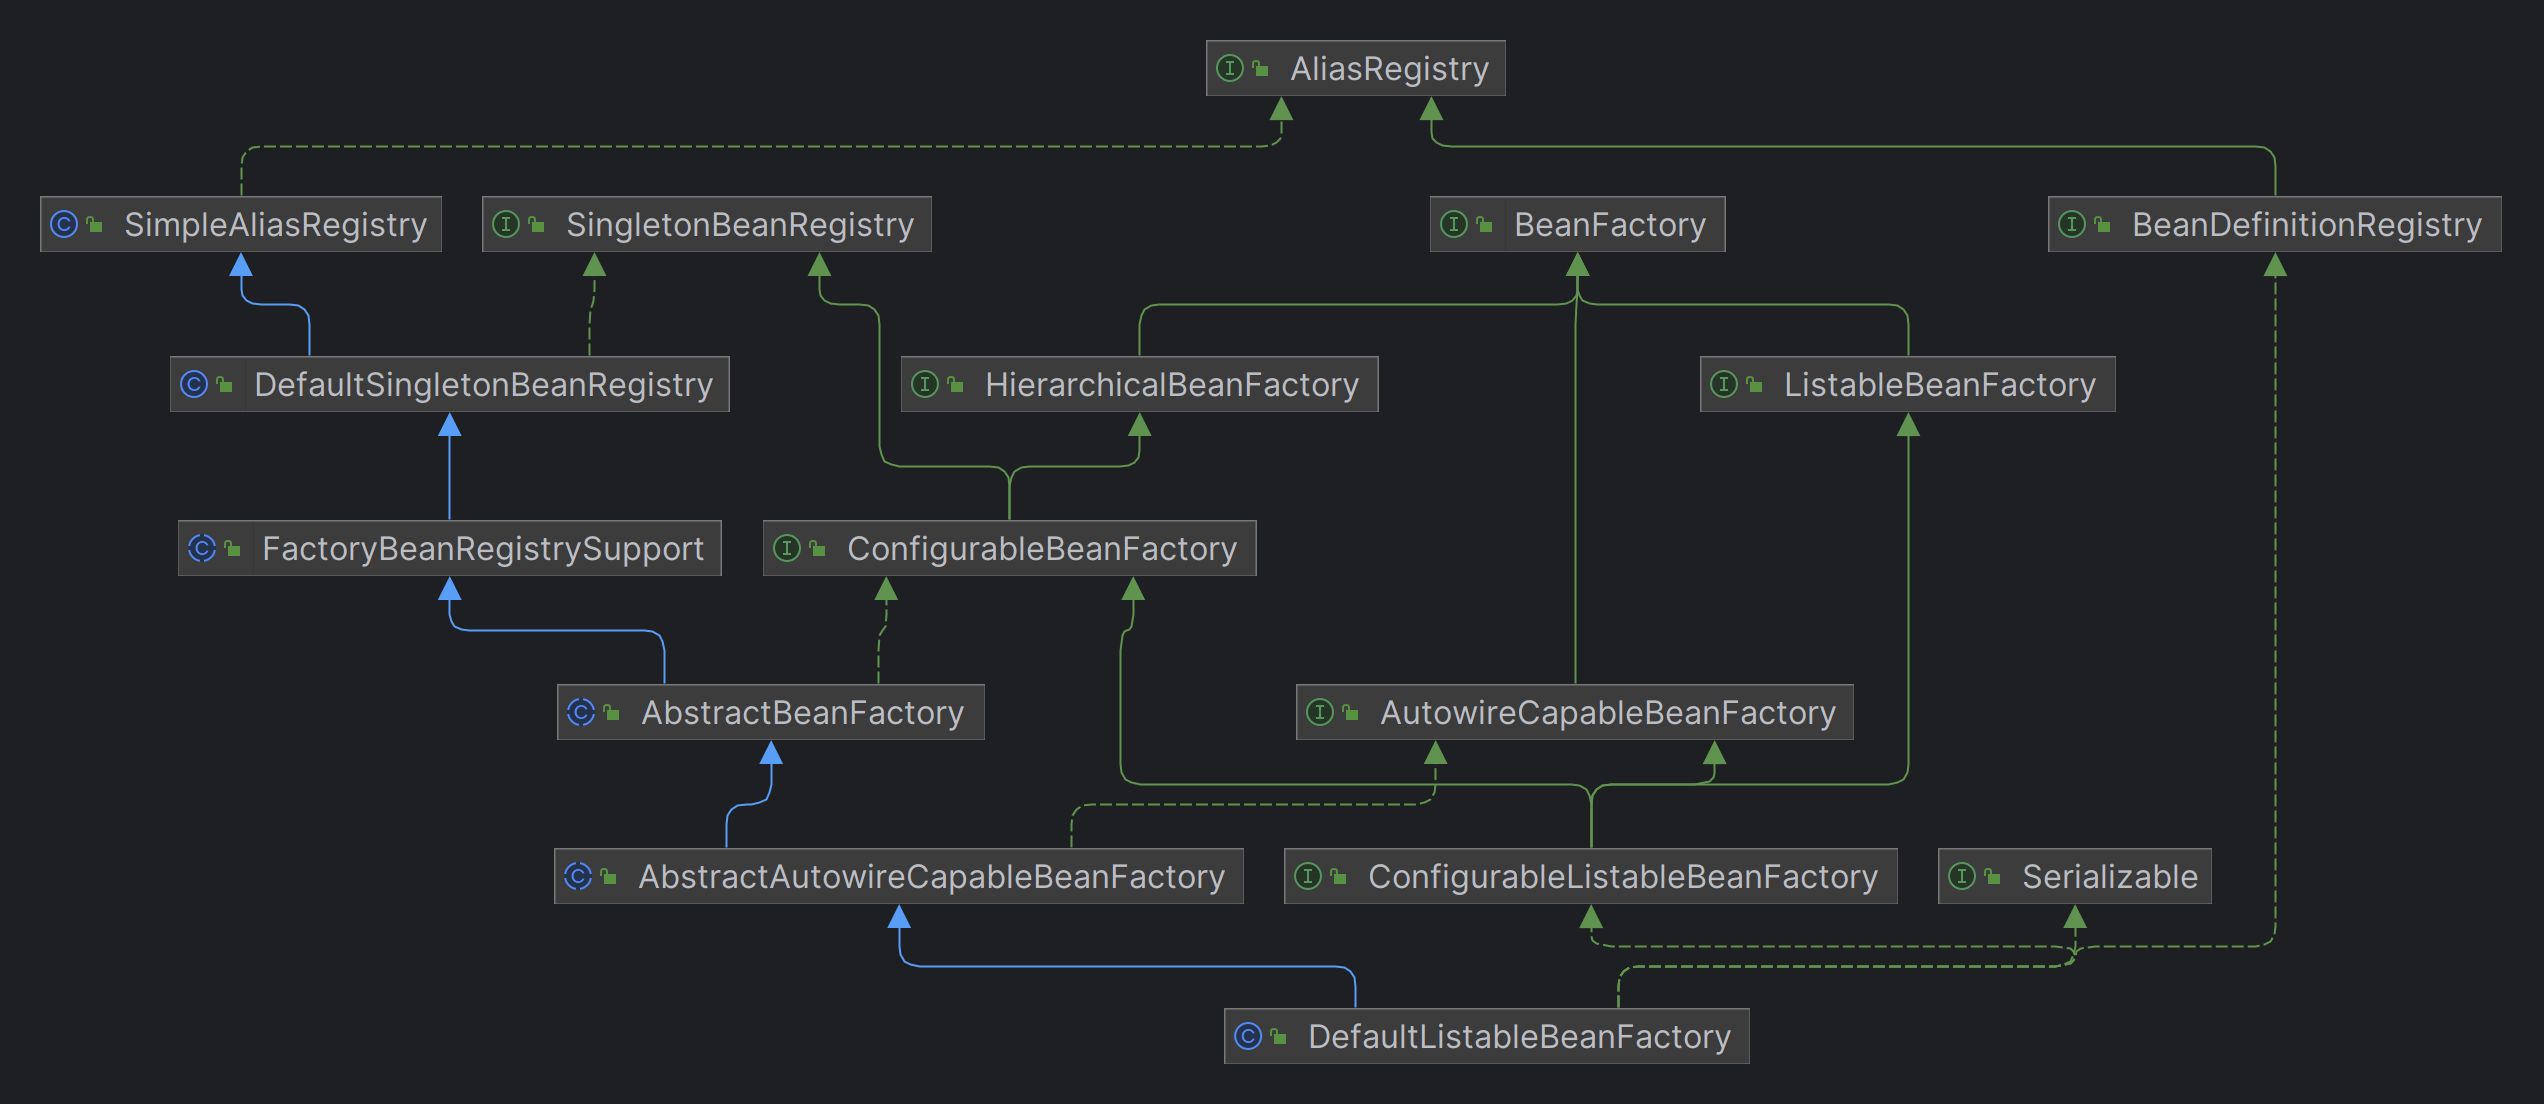 AliasRegistry
SimpleAliasRegistry
SingletonBeanRegistry
BeanFactory
BeanDefinitionRegistry
DefaultSingletonBeanRegistry
HierarchicalBeanFactory
ListableBeanFactory
FactoryBeanRegistrySupport
ConfigurableBeanFactory
AbstractBeanFactory
AutowireCapableBeanFactory
AbstractAutowireCapableBeanFactory
ConfigurableListableBeanFactory
Serializable
DefaultListableBeanFactory